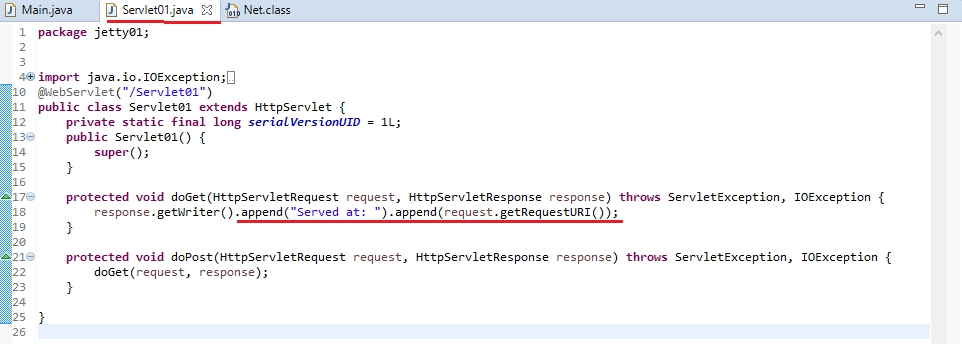 Main.java Servlet01.java Net.class
1 package jetty01;
2
3
4 import java.io.IOException;
10 @WebServlet("/Servlet01")
11 public class Servlet01 extends HttpServlet {
12 private static final long serialVersionUID = 1L;
13 public Servlet01() {
14 super();
15 }
16
17 protected void doGet(HttpServletRequest request, HttpServletResponse response) throws ServletException, IOException {
18 response.getWriter().append("Served at: ").append(request.getRequestURI());
19 }
20
21 protected void doPost(HttpServletRequest request, HttpServletResponse response) throws ServletException, IOException {
22 doGet(request, response);
23 }
24
25 }
26